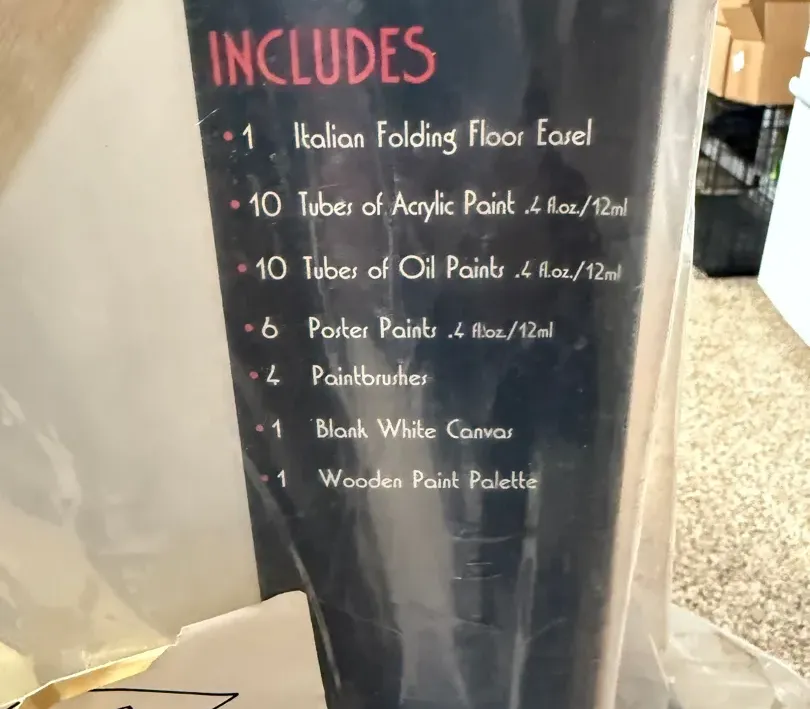 INCLUDES
• 1 Italian Folding Floor Easel
• 10 Tubes of Acrylic Paint .4 fl.oz./12ml
• 10 Tubes of Oil Paints .4 fl.oz./12ml
• 6 Poster Paints .4 fl.oz./12ml
• 4 Paintbrushes
• 1 Blank White Canvas
• 1 Wooden Paint Palette